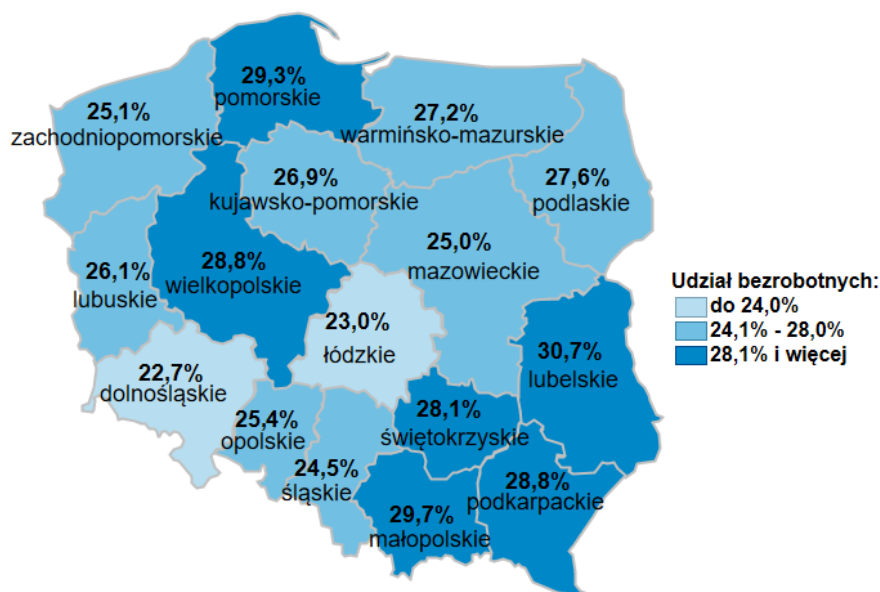 29,3%
pomorskie
25,1%
zachodniopomorskie
27,2%
warmińsko-mazurskie
26,9%
kujawsko-pomorskie
27,6%
podlaskie
25,0%
mazowieckie
28,8%
wielkopolskie
26,1%
lubuskie
23,0%
łódzkie
30,7%
lubelskie
22,7%
dolnośląskie
25,4%
opolskie
28,1%
świętokrzyskie
24,5%
śląskie
28,8%
podkarpackie
29,7%
małopolskie
Udział bezrobotnych:
do 24,0%
24,1% - 28,0%
28,1% i więcej